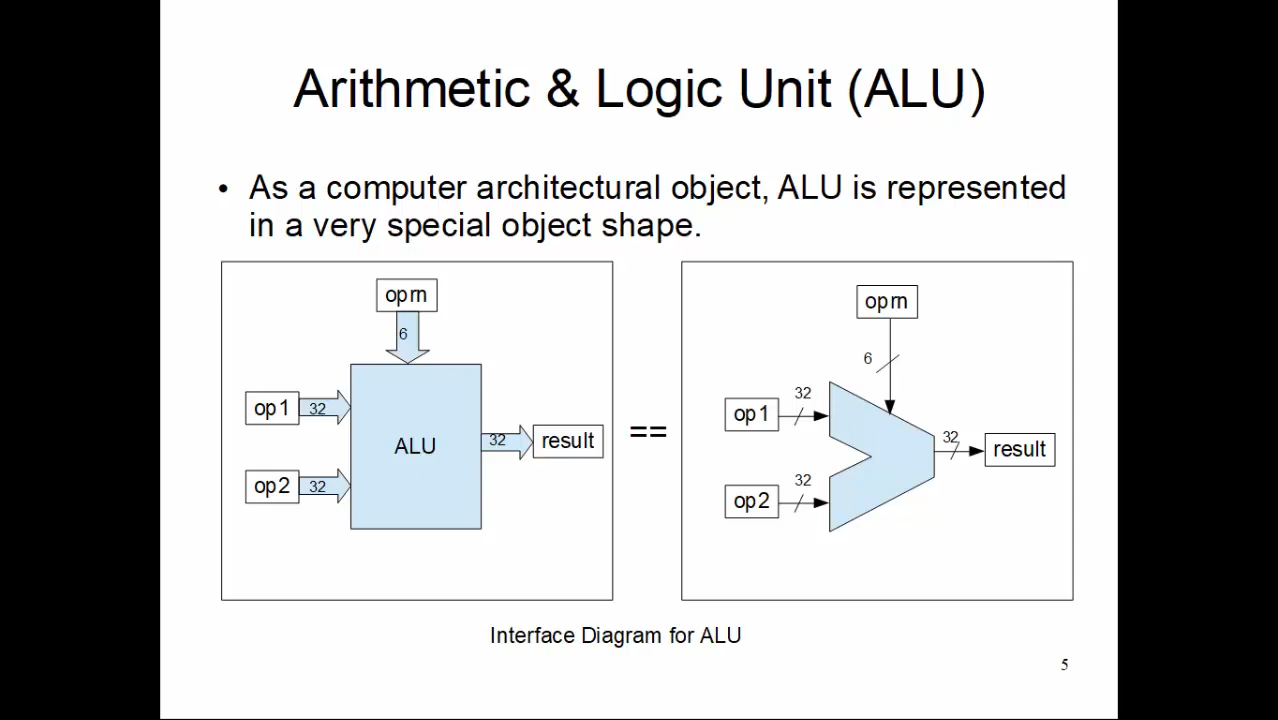 Arithmetic & Logic Unit (ALU)
• As a computer architectural object, ALU is represented
in a very special object shape.
oprn
6
op1
32
op2
32
ALU
32
result
==
oprn
6
op1
32
op2
32
32
result
Interface Diagram for ALU
5